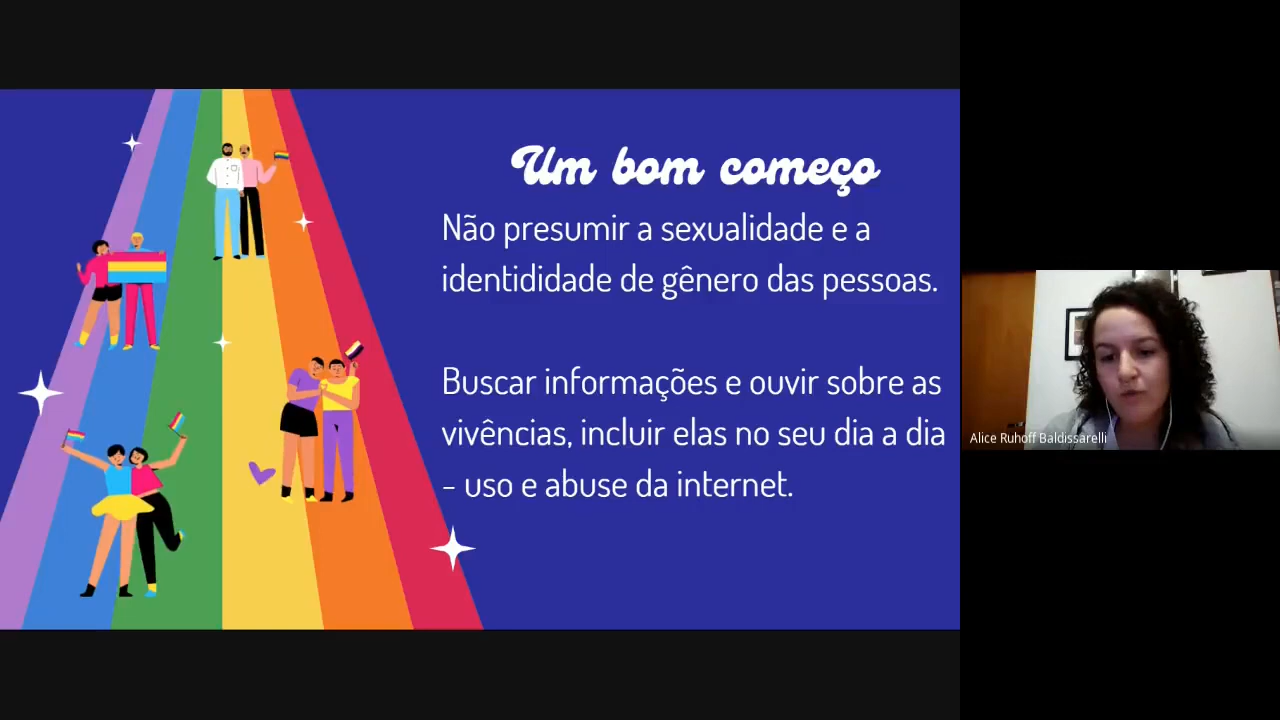 Um bom começo
Não presumir a sexualidade e a
identididade de gênero das pessoas.
Buscar informações e ouvir sobre as
vivências, incluir elas no seu dia a dia
- uso e abuse da internet.
Alice Ruhoff Baldissarelli